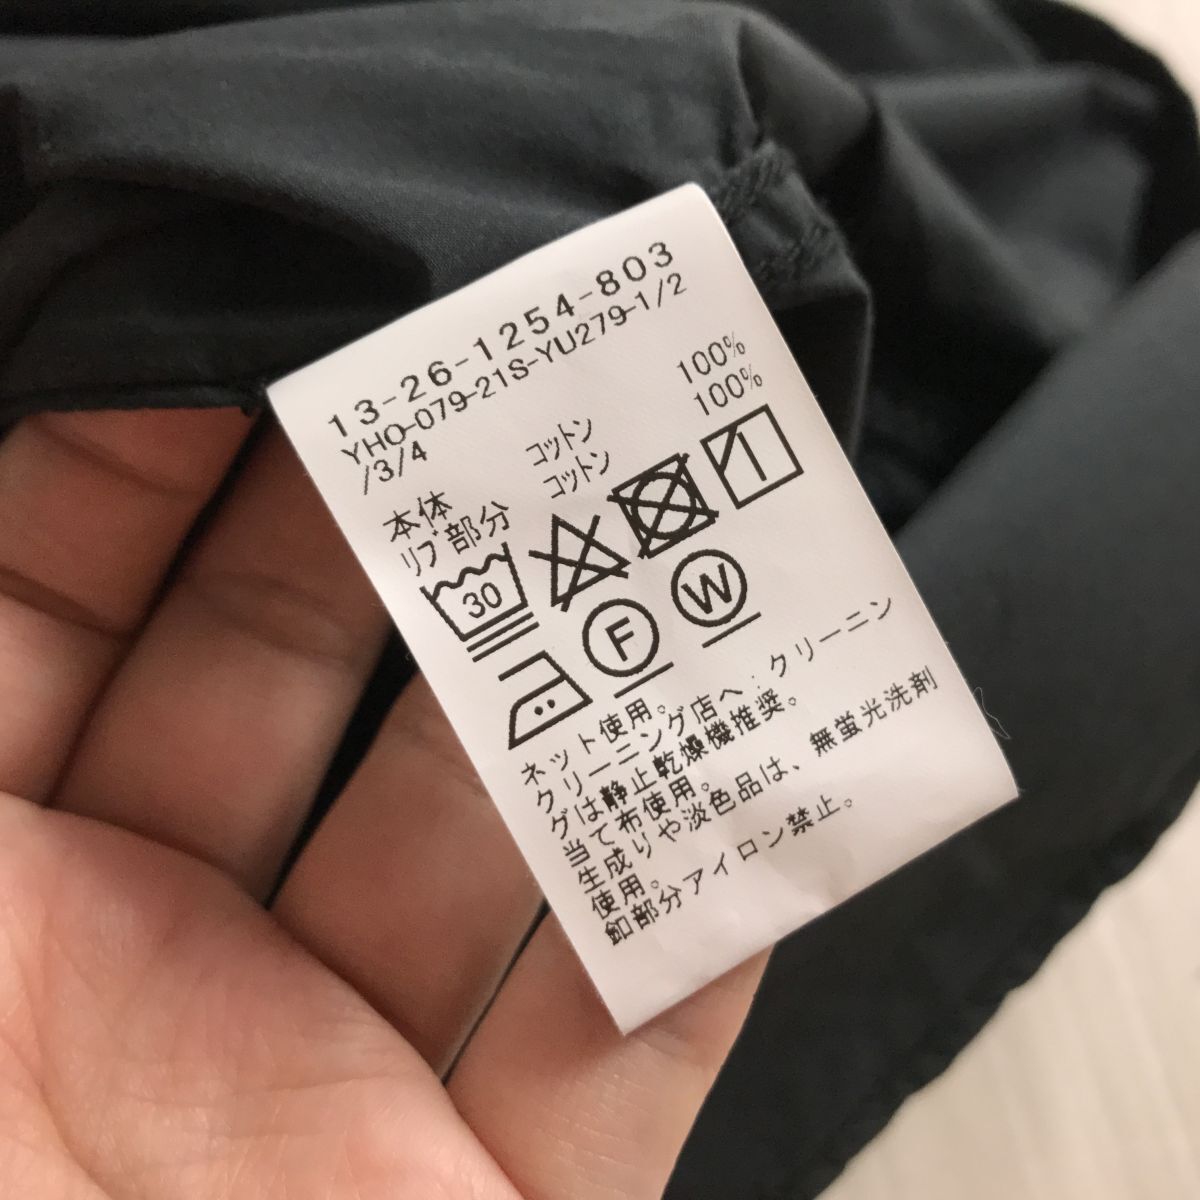 13-26-1254-803
YHO-079-21S-YU279-1/2
/3/4
本体 コットン 100%
リブ部分 コットン 100%
30
F W
ネット使用。
クリーニング店へ：クリーニン
グは静止乾燥機推奨。
当て布使用。
生成りや淡色品は、無蛍光洗剤
使用。
釦部分アイロン禁止。